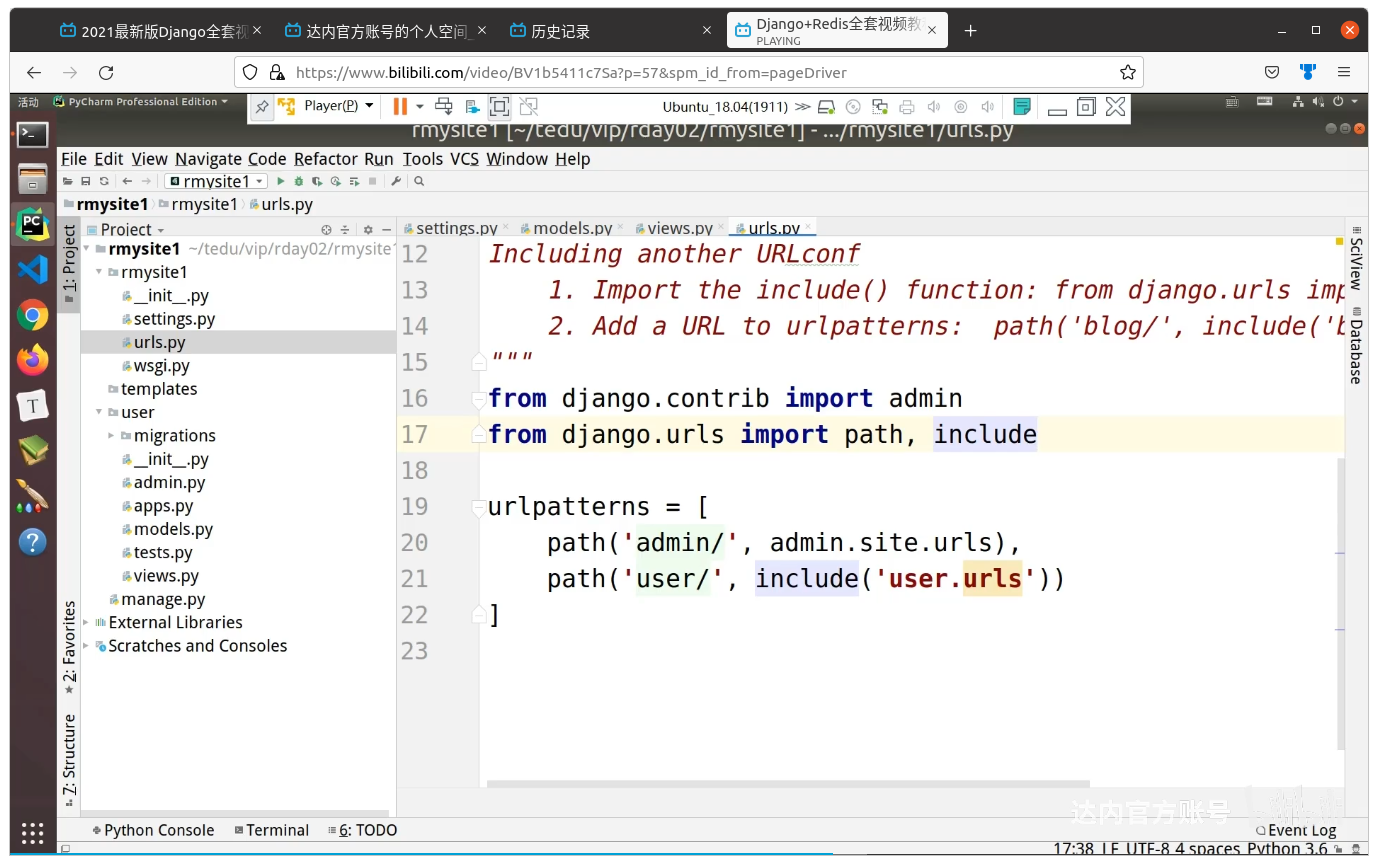 2021最新版Django全套视
达内官方账号的个人空间_
历史记录
Django+Redis全套视频教
PLAYING
https://www.bilibili.com/video/BV1b5411c7Sa?p=57&spm_id_from=pageDriver
活动
PyCharm Professional Edition
Player(P)
Ubuntu_18.04(1911)
rmysite1 [~/tedu/vip/rday02/rmysite1] - .../rmysite1/urls.py
File Edit View Navigate Code Refactor Run Tools VCS Window Help
rmysite1
rmysite1 rmysite1 urls.py
1: Project
Project
settings.py models.py views.py urls.py
rmysite1 ~/tedu/vip/rday02/rmysite1
rmysite1
__init__.py
settings.py
urls.py
wsgi.py
templates
user
migrations
__init__.py
admin.py
apps.py
models.py
tests.py
views.py
manage.py
External Libraries
Scratches and Consoles
12 Including another URLconf
13 1. Import the include() function: from django.urls imp
14 2. Add a URL to urlpatterns: path('blog/', include('b
15 """
16 from django.contrib import admin
17 from django.urls import path, include
18
19 urlpatterns = [
20 path('admin/', admin.site.urls),
21 path('user/', include('user.urls'))
22 ]
23
SciView
Database
2: Favorites
7: Structure
达内官方账号
Python Console Terminal 6: TODO
Event Log
17:38 LF UTF-8 4 spaces Python 3.6